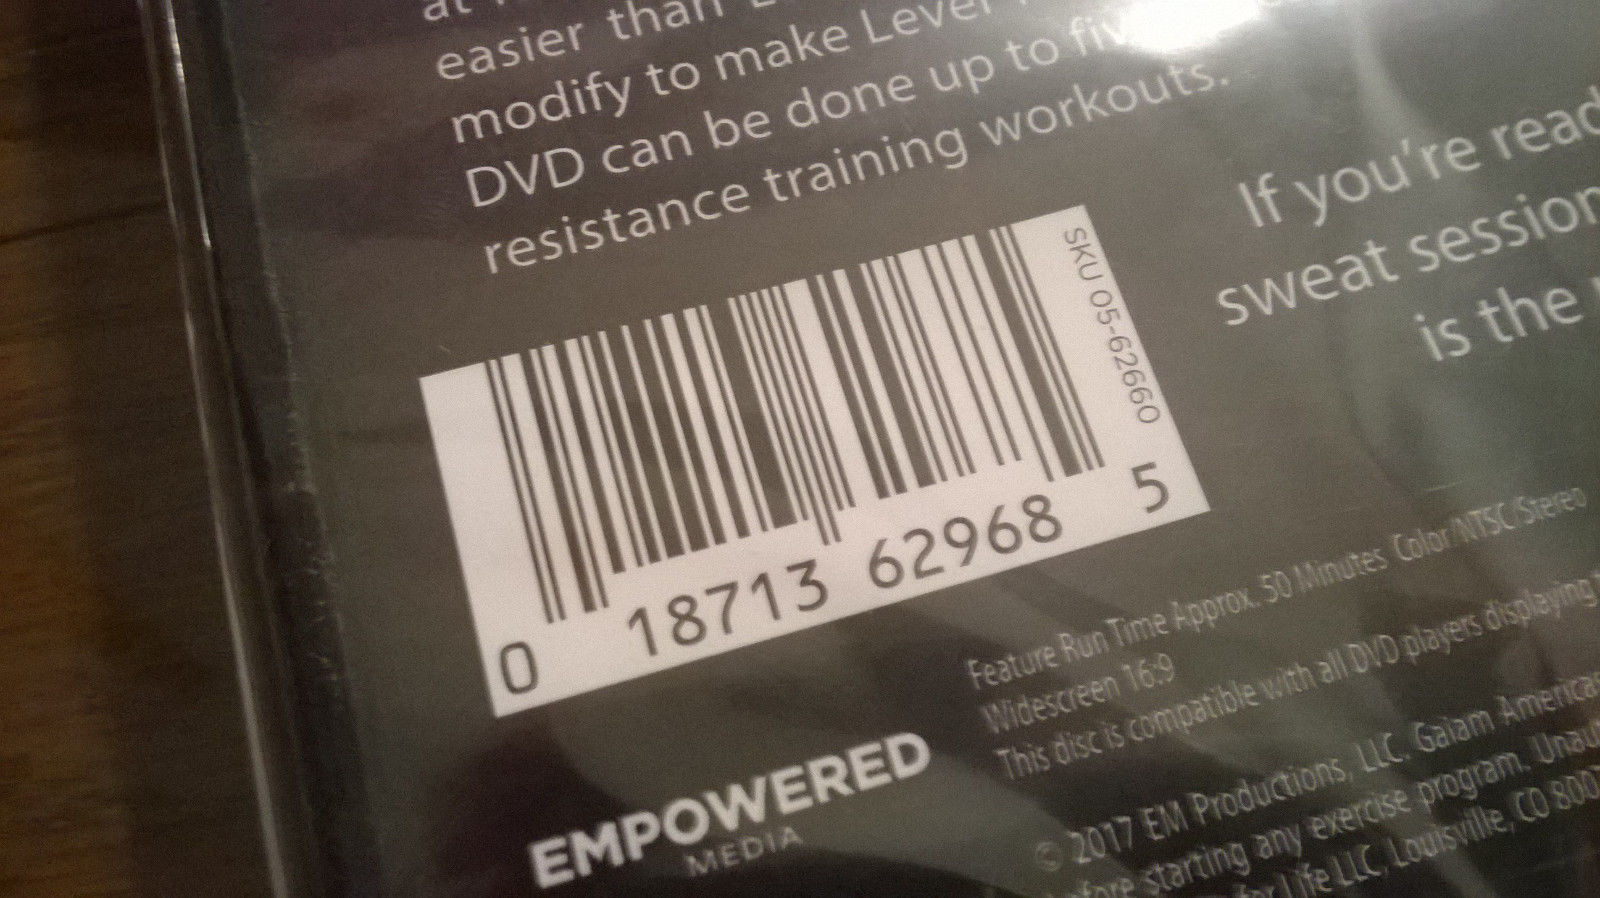 at
easier than
modify to make Level
DVD can be done up to
resistance training workouts.
If you're
sweat session
is the
SKU 05-62660
0 18713 62968 5
Feature Run Time Approx. 50 Minutes Color/NTSC/Stereo
Widescreen 16:9
This disc is compatible with all DVD players displaying
© 2017 EM Productions, LLC. Gaiam
starting any exercise program.
for Life LLC, Louisville, CO
EMPOWERED
MEDIA